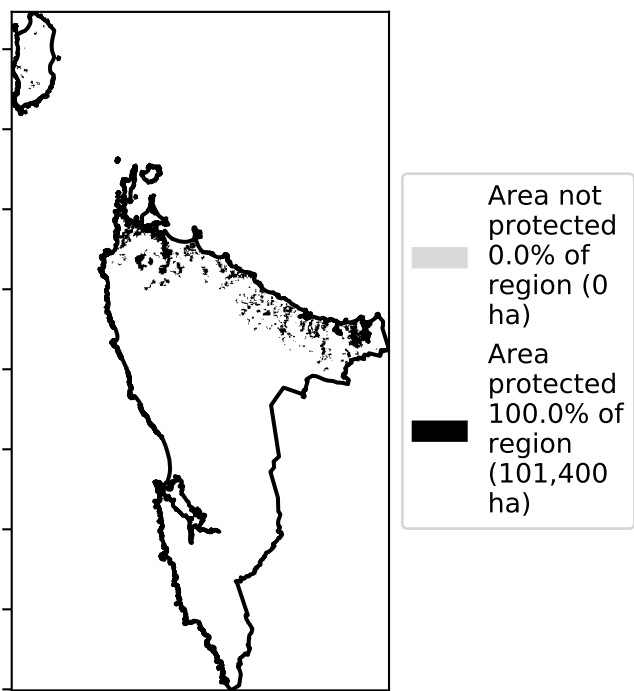 Area not
protected
0.0% of
region (0
ha)
Area
protected
100.0% of
region
(101,400
ha)